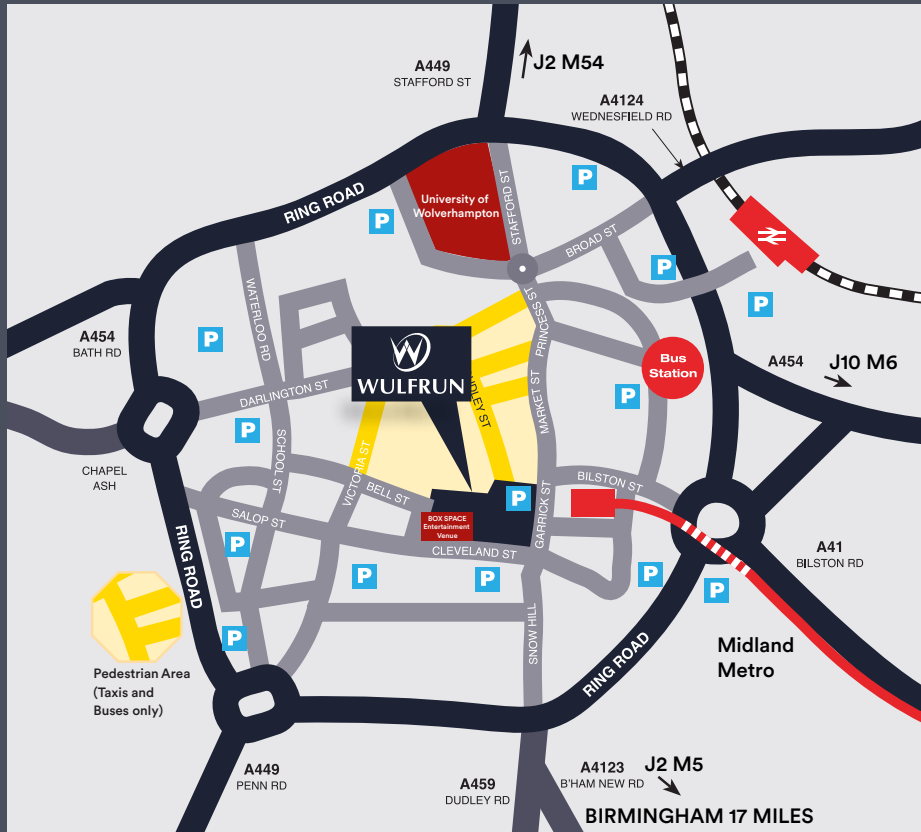 A449
STAFFORD ST
J2 M54
A4124
WEDNESFIELD RD
RING ROAD
P
University of
Wolverhampton
STAFFORD ST
P
BROAD ST
P
P
WATERLOO RD
PRINCESS ST
A454
BATH RD
P
W
WULFRUN
DUDLEY ST
MARKET ST
Bus
Station
A454
J10 M6
DARLINGTON ST
P
P
CHAPEL
ASH
SCHOOL ST
VICTORIA ST
BELL ST
P
GARRICK ST
BILSTON ST
SALOP ST
BOX SPACE
Entertainment
Venue
CLEVELAND ST
P
P
P
P
P
A41
BILSTON RD
RING ROAD
P
SNOW HILL
RING ROAD
Midland
Metro
Pedestrian Area
(Taxis and
Buses only)
A449
PENN RD
A459
DUDLEY RD
A4123
B'HAM NEW RD
J2 M5
BIRMINGHAM 17 MILES